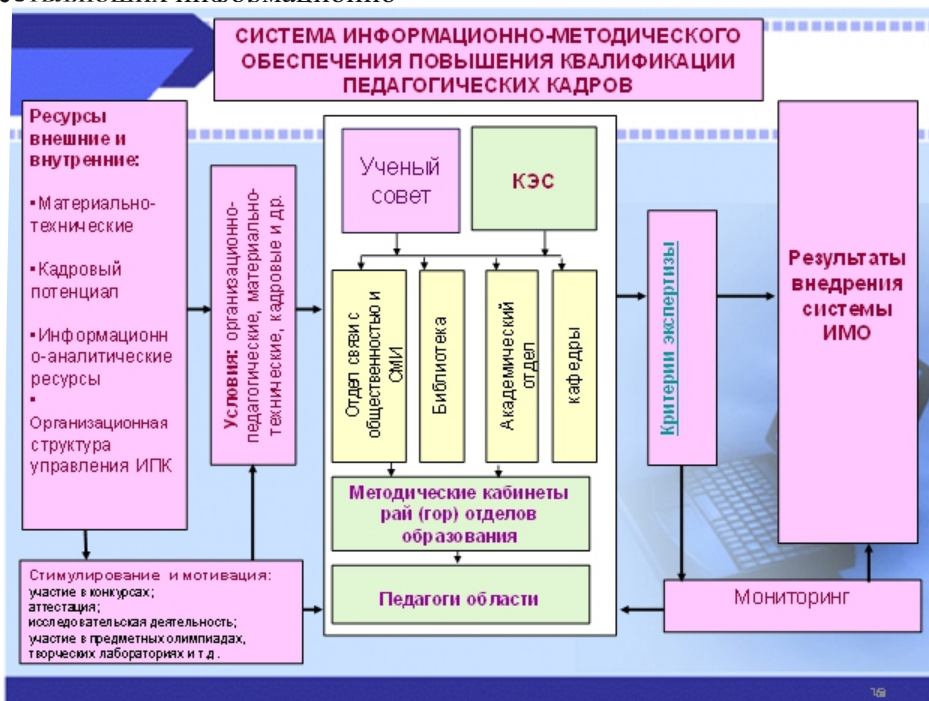 СИСТЕМА ИНФОРМАЦИОННО-МЕТОДИЧЕСКОГО
ОБЕСПЕЧЕНИЯ ПОВЫШЕНИЯ КВАЛИФИКАЦИИ
ПЕДАГОГИЧЕСКИХ КАДРОВ
Ресурсы
внешние и
внутренние:
▪Материально-
технические
▪Кадровый
потенциал
▪Информационн
о-аналитические
ресурсы
▪
Организационная
структура
управления ИПК
Условия: организационно-
педагогические, материально-
технические, кадровые и др.
Ученый
совет
КЭС
Отдел связи с
общественностью и
СМИ
Библиотека
Академический
отдел
кафедры
Методические кабинеты
рай (гор) отделов
образования
Педагоги области
Критерии экспертизы
Результаты
внедрения
системы
ИМО
Стимулирование и мотивация:
участие в конкурсах;
аттестация;
исследовательская деятельность;
участие в предметных олимпиадах,
творческих лабораториях и т.д.
Мониторинг